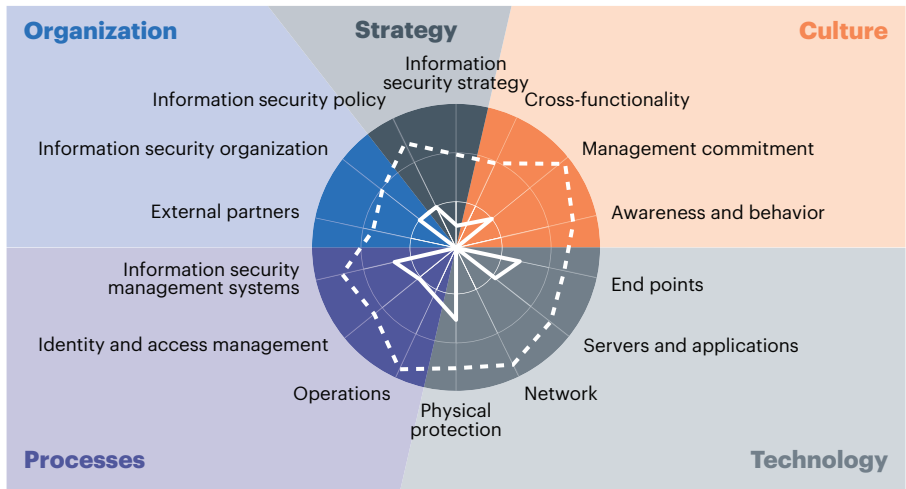 Organization
Strategy
Culture
Information
security strategy
Information security policy
Cross-functionality
Information security organization
Management commitment
External partners
Awareness and behavior
Information security
management systems
End points
Identity and access management
Servers and applications
Operations
Network
Physical
protection
Processes
Technology